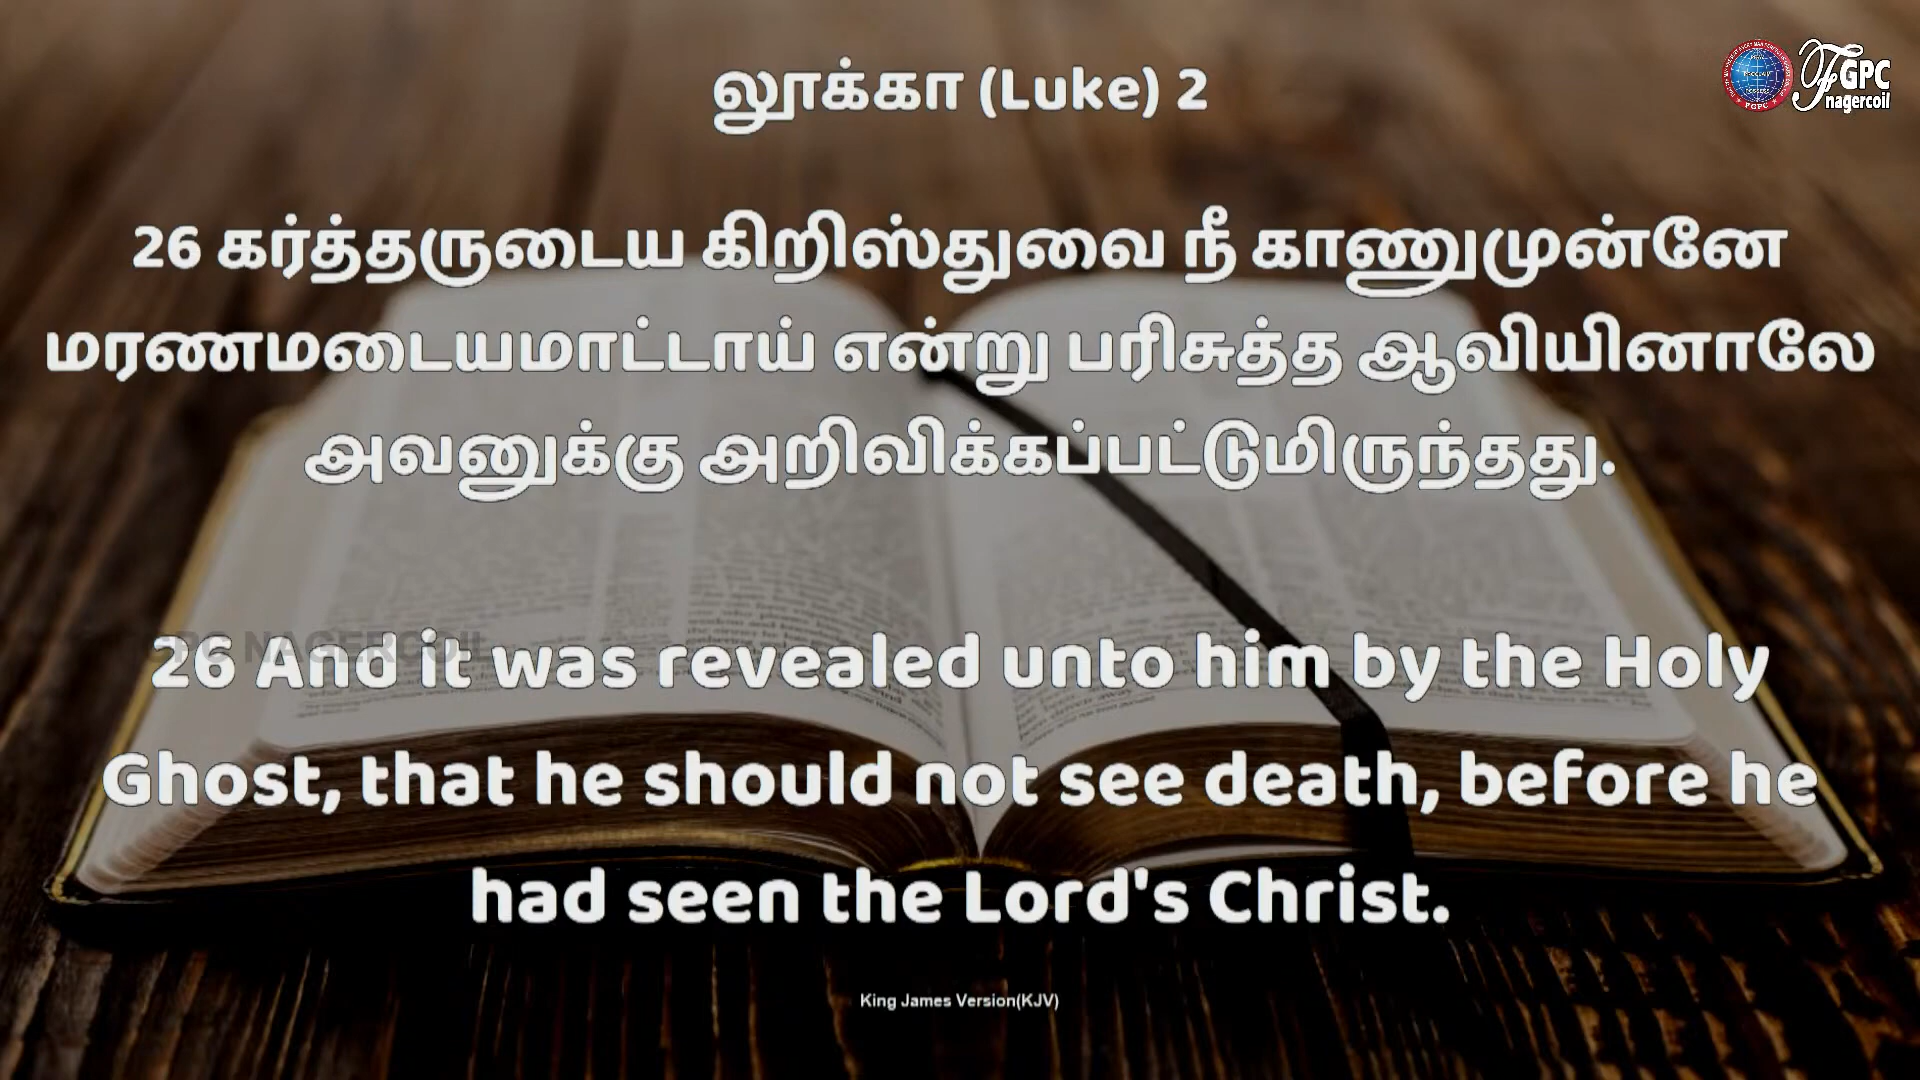 லூக்கா (Luke) 2
FGPC
nagercoil
26 கர்த்தருடைய கிறிஸ்துவை நீ காணுமுன்னே
மரணமடையமாட்டாய் என்று பரிசுத்த ஆவியினாலே
அவனுக்கு அறிவிக்கப்பட்டுமிருந்தது.
26 And it was revealed unto him by the Holy
Ghost, that he should not see death, before he
had seen the Lord's Christ.
King James Version(KJV)